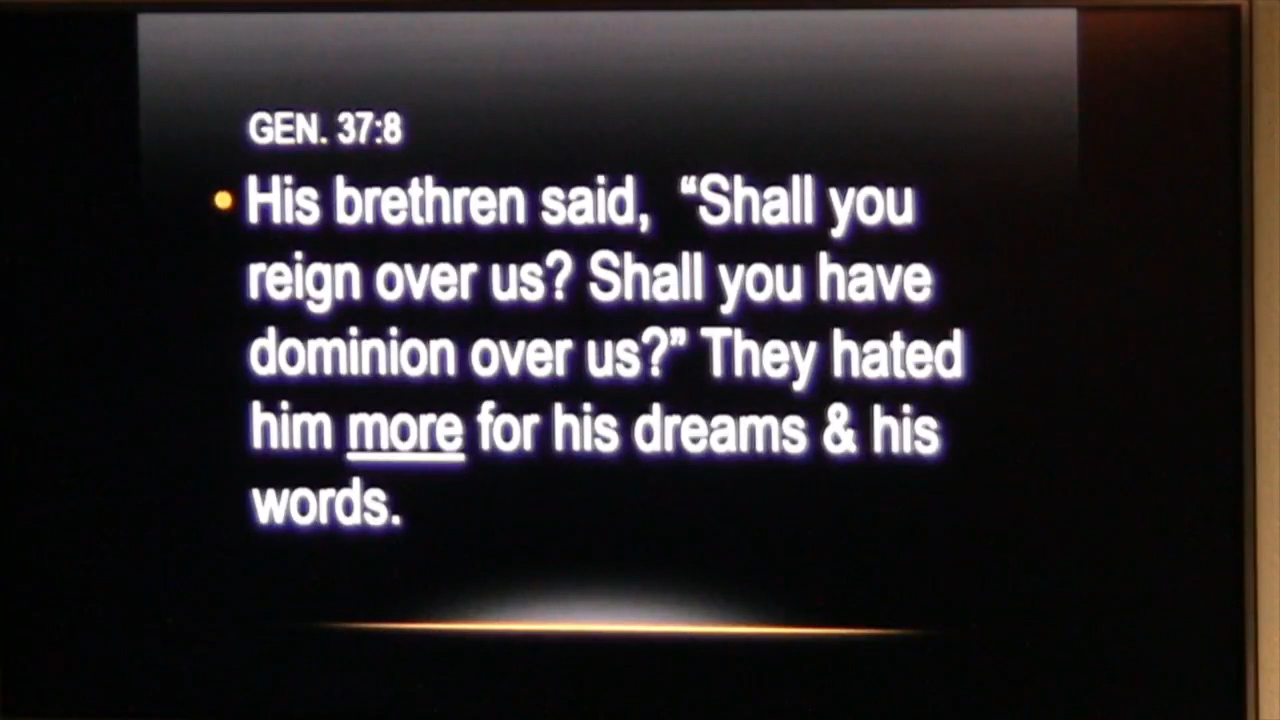 GEN. 37:8
• His brethren said, “Shall you
reign over us? Shall you have
dominion over us?” They hated
him more for his dreams & his
words.